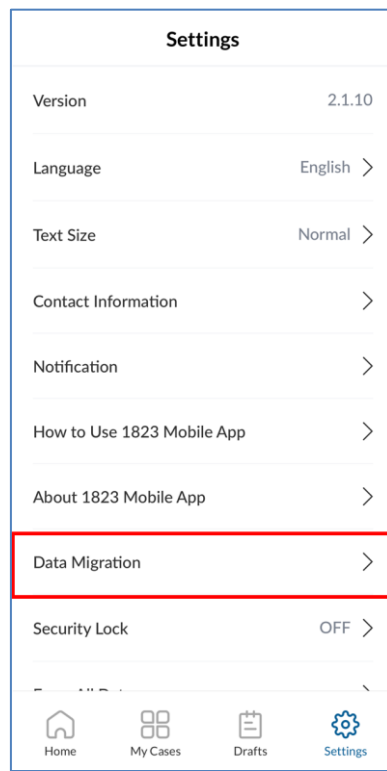 Settings
Version 2.1.10
Language English
Text Size Normal
Contact Information
Notification
How to Use 1823 Mobile App
About 1823 Mobile App
Data Migration
Security Lock OFF
Home My Cases Drafts Settings